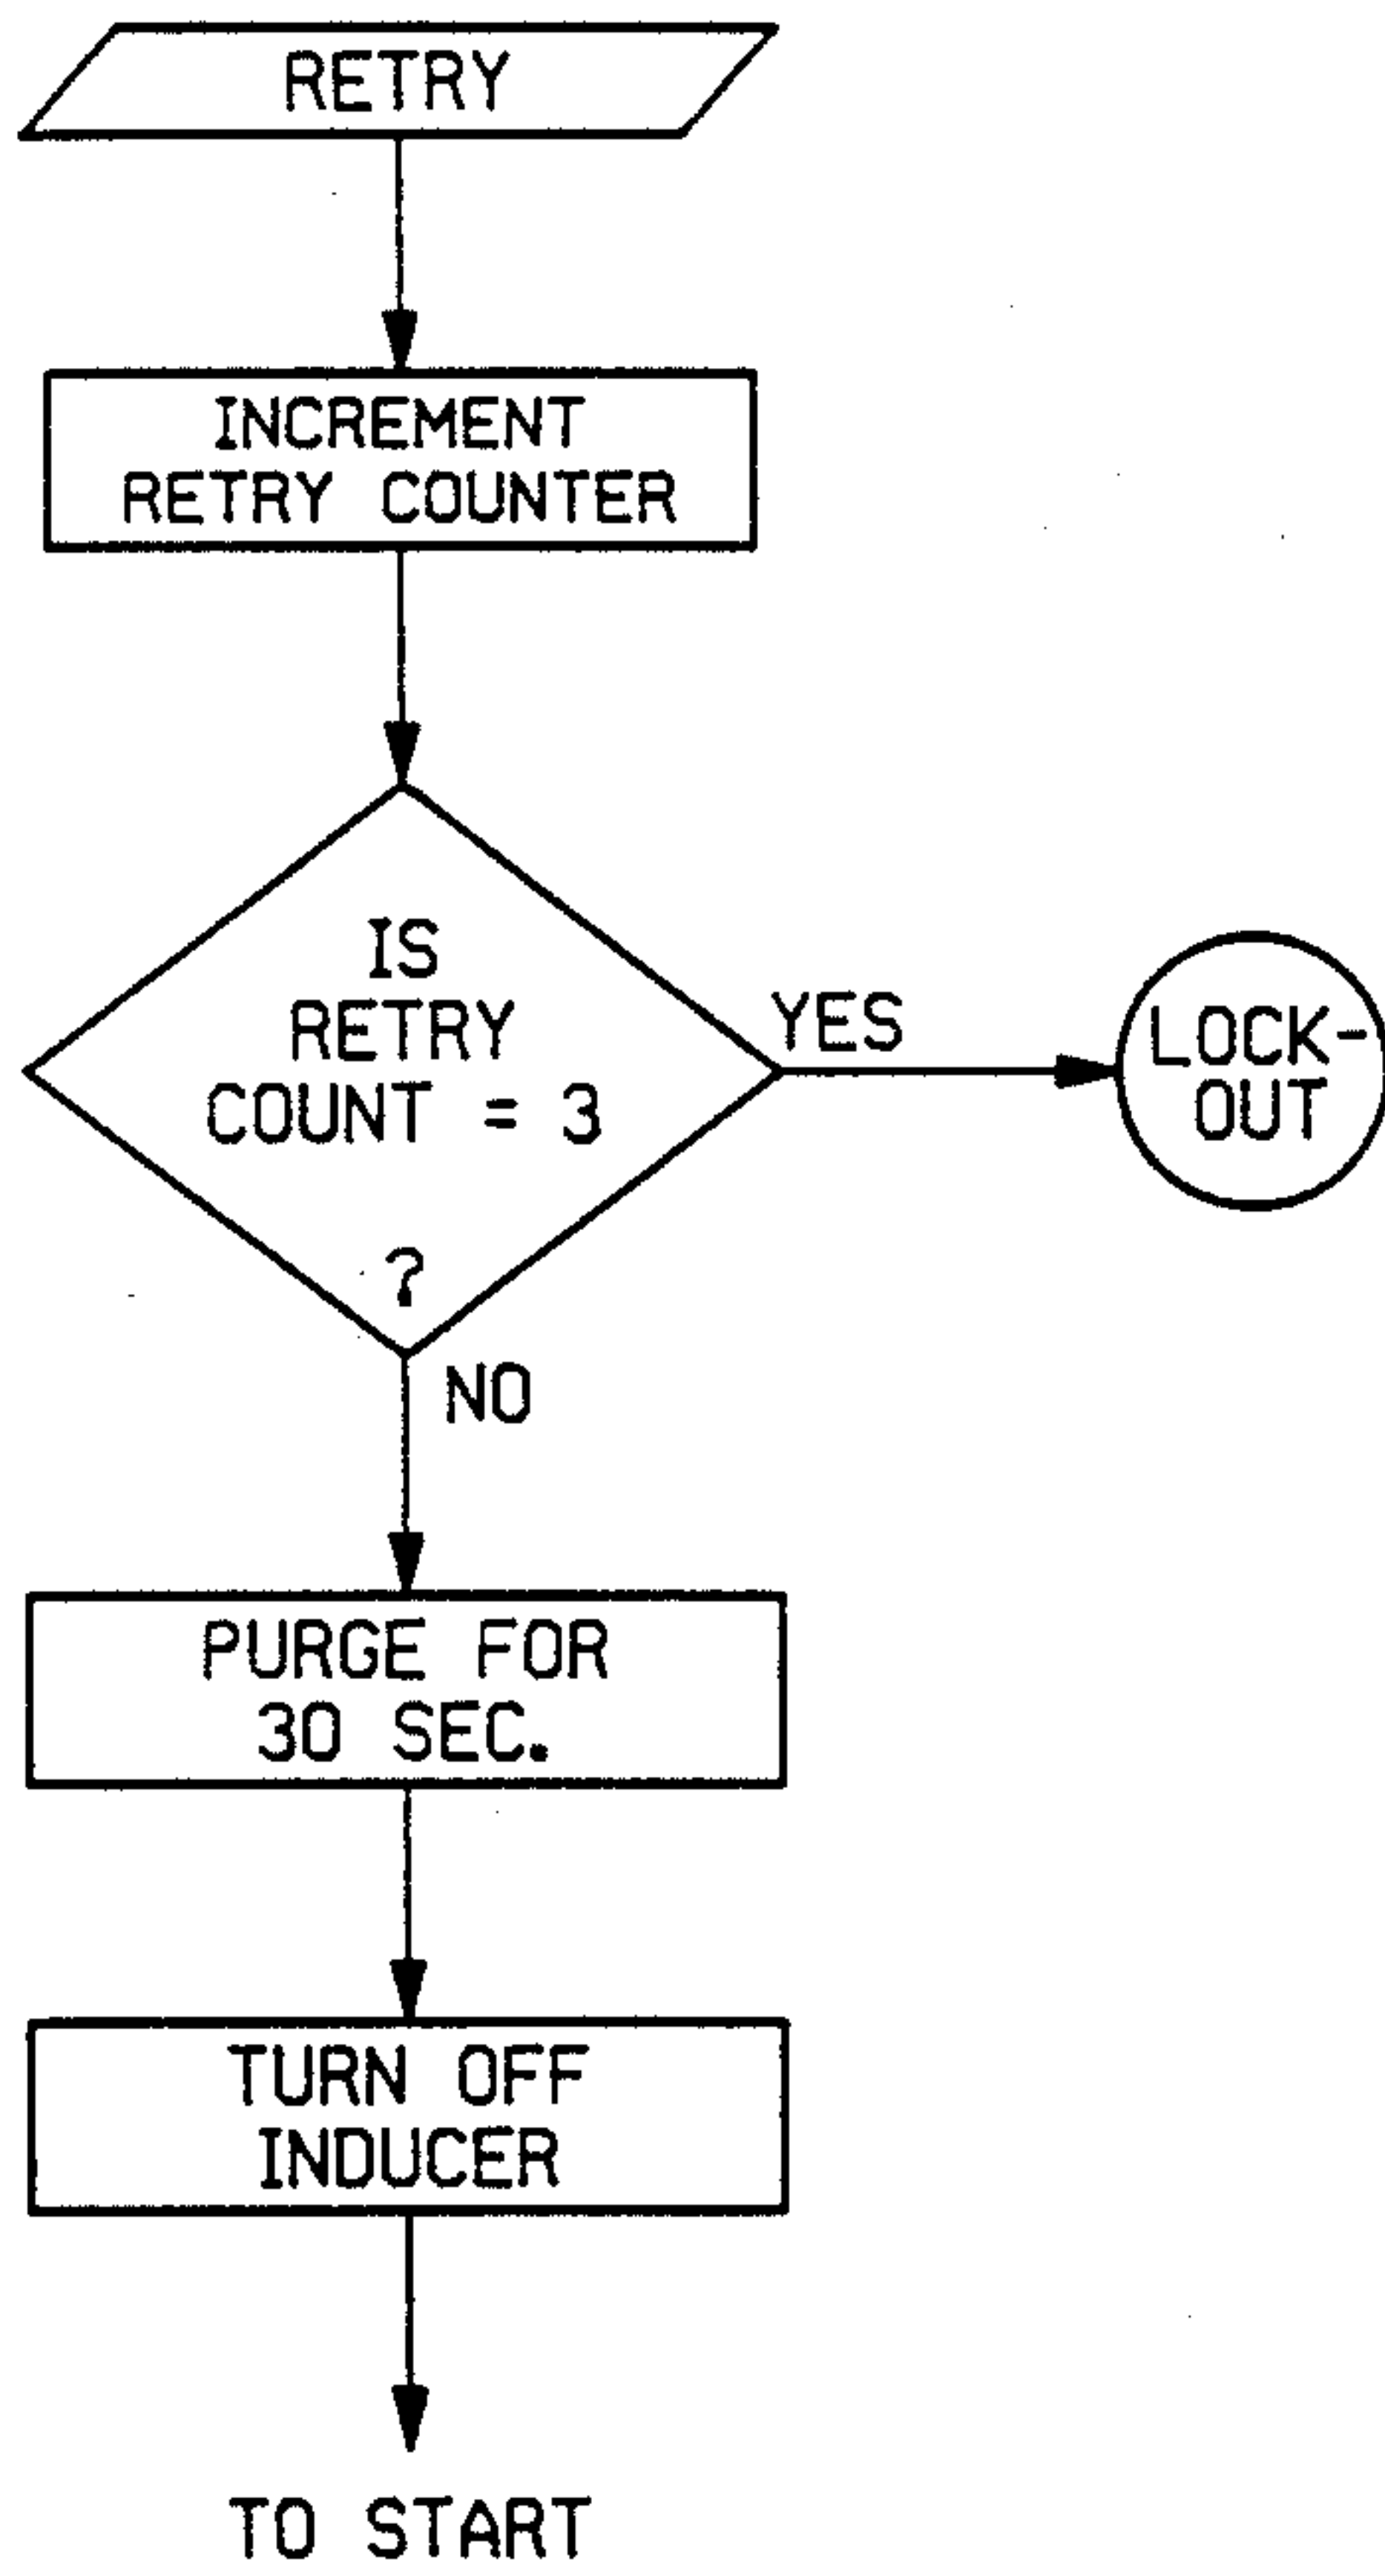 RETRY
INCREMENT
RETRY COUNTER
IS
RETRY
COUNT = 3
?
YES
LOCK-
OUT
NO
PURGE FOR
30 SEC.
TURN OFF
INDUCER
TO START